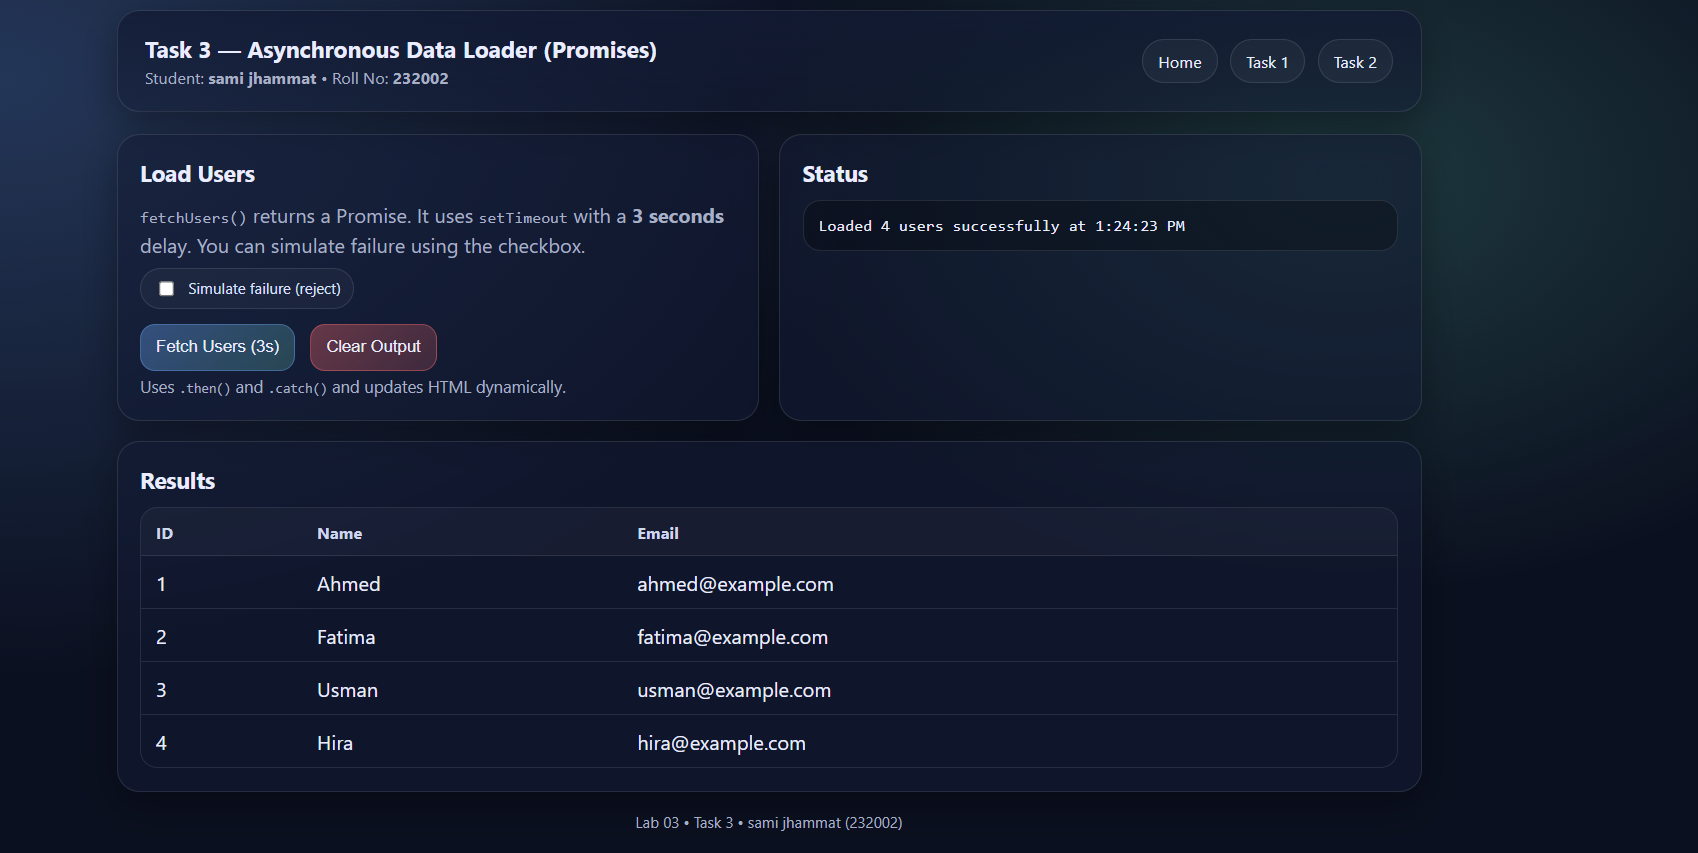 Task 3 — Asynchronous Data Loader (Promises)
Student: sami jhammat • Roll No: 232002
Home
Task 1
Task 2
Load Users
fetchUsers() returns a Promise. It uses setTimeout with a 3 seconds
delay. You can simulate failure using the checkbox.
Simulate failure (reject)
Fetch Users (3s)
Clear Output
Uses .then() and .catch() and updates HTML dynamically.
Status
Loaded 4 users successfully at 1:24:23 PM
Results
ID Name Email
1 Ahmed ahmed@example.com
2 Fatima fatima@example.com
3 Usman usman@example.com
4 Hira hira@example.com
Lab 03 • Task 3 • sami jhammat (232002)